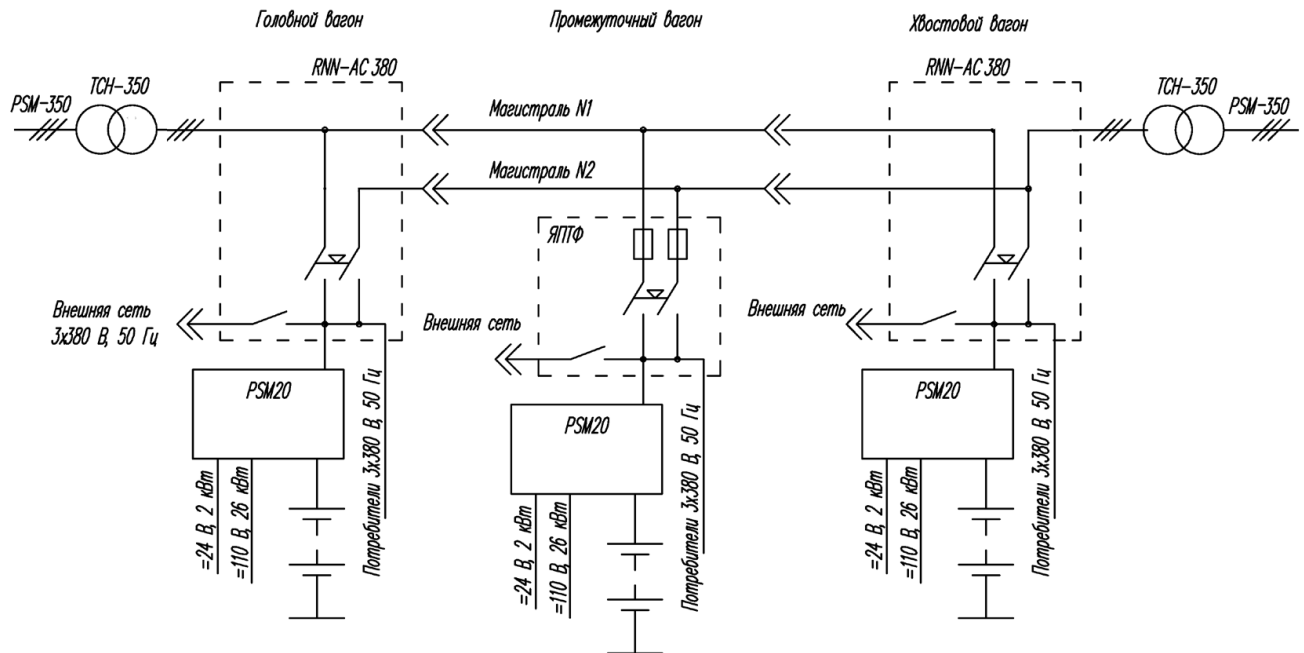 Головной вагон
Промежуточный вагон
Хвостовой вагон
RNN-AC 380
RNN-AC 380
PSM-350
ТСН-350
ТСН-350
PSM-350
Магистраль N1
Магистраль N2
ЯПТФ
Внешняя сеть
3х380 В, 50 Гц
Внешняя сеть
Внешняя сеть
PSM20
PSM20
PSM20
=24 В, 2 кВт
=110 В, 26 кВт
Потребители 3х380 В, 50 Гц
=24 В, 2 кВт
=110 В, 26 кВт
Потребители 3х380 В, 50 Гц
=24 В, 2 кВт
=110 В, 26 кВт
Потребители 3х380 В, 50 Гц